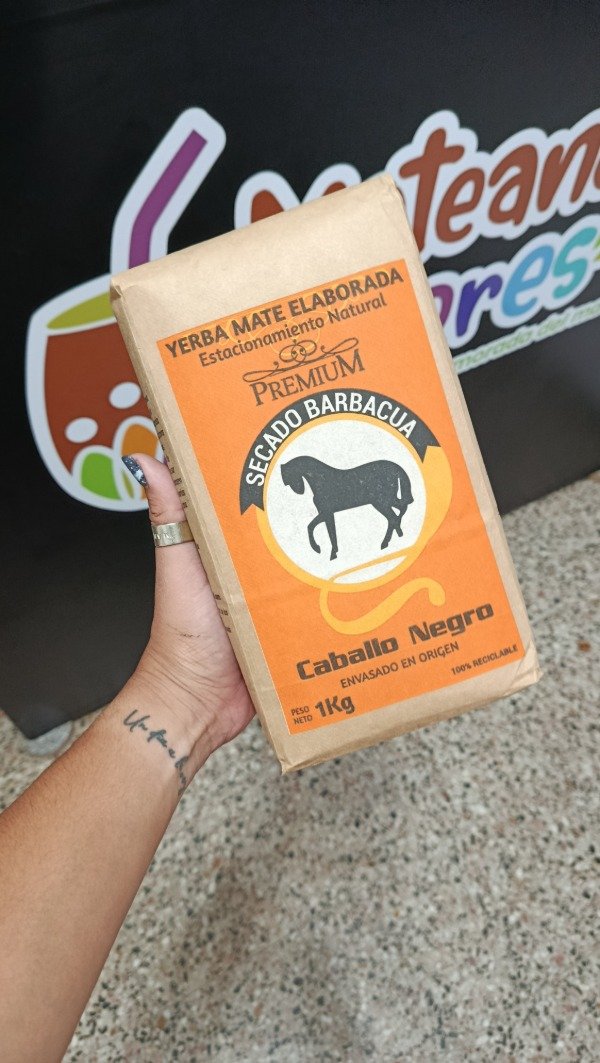 YERBA MATE ELABORADA
Estacionamiento Natural
PREMIUM
SECADO BARBACUA
Caballo Negro
ENVASADO EN ORIGEN
100% RECICLABLE
PESO
NETO 1Kg